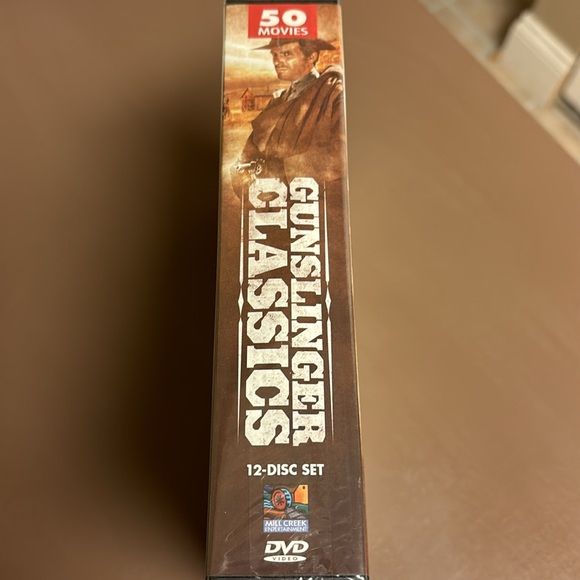 50
MOVIES
GUNSLINGER
CLASSICS
12-DISC SET
MILL CREEK
ENTERTAINMENT
DVD
VIDEO